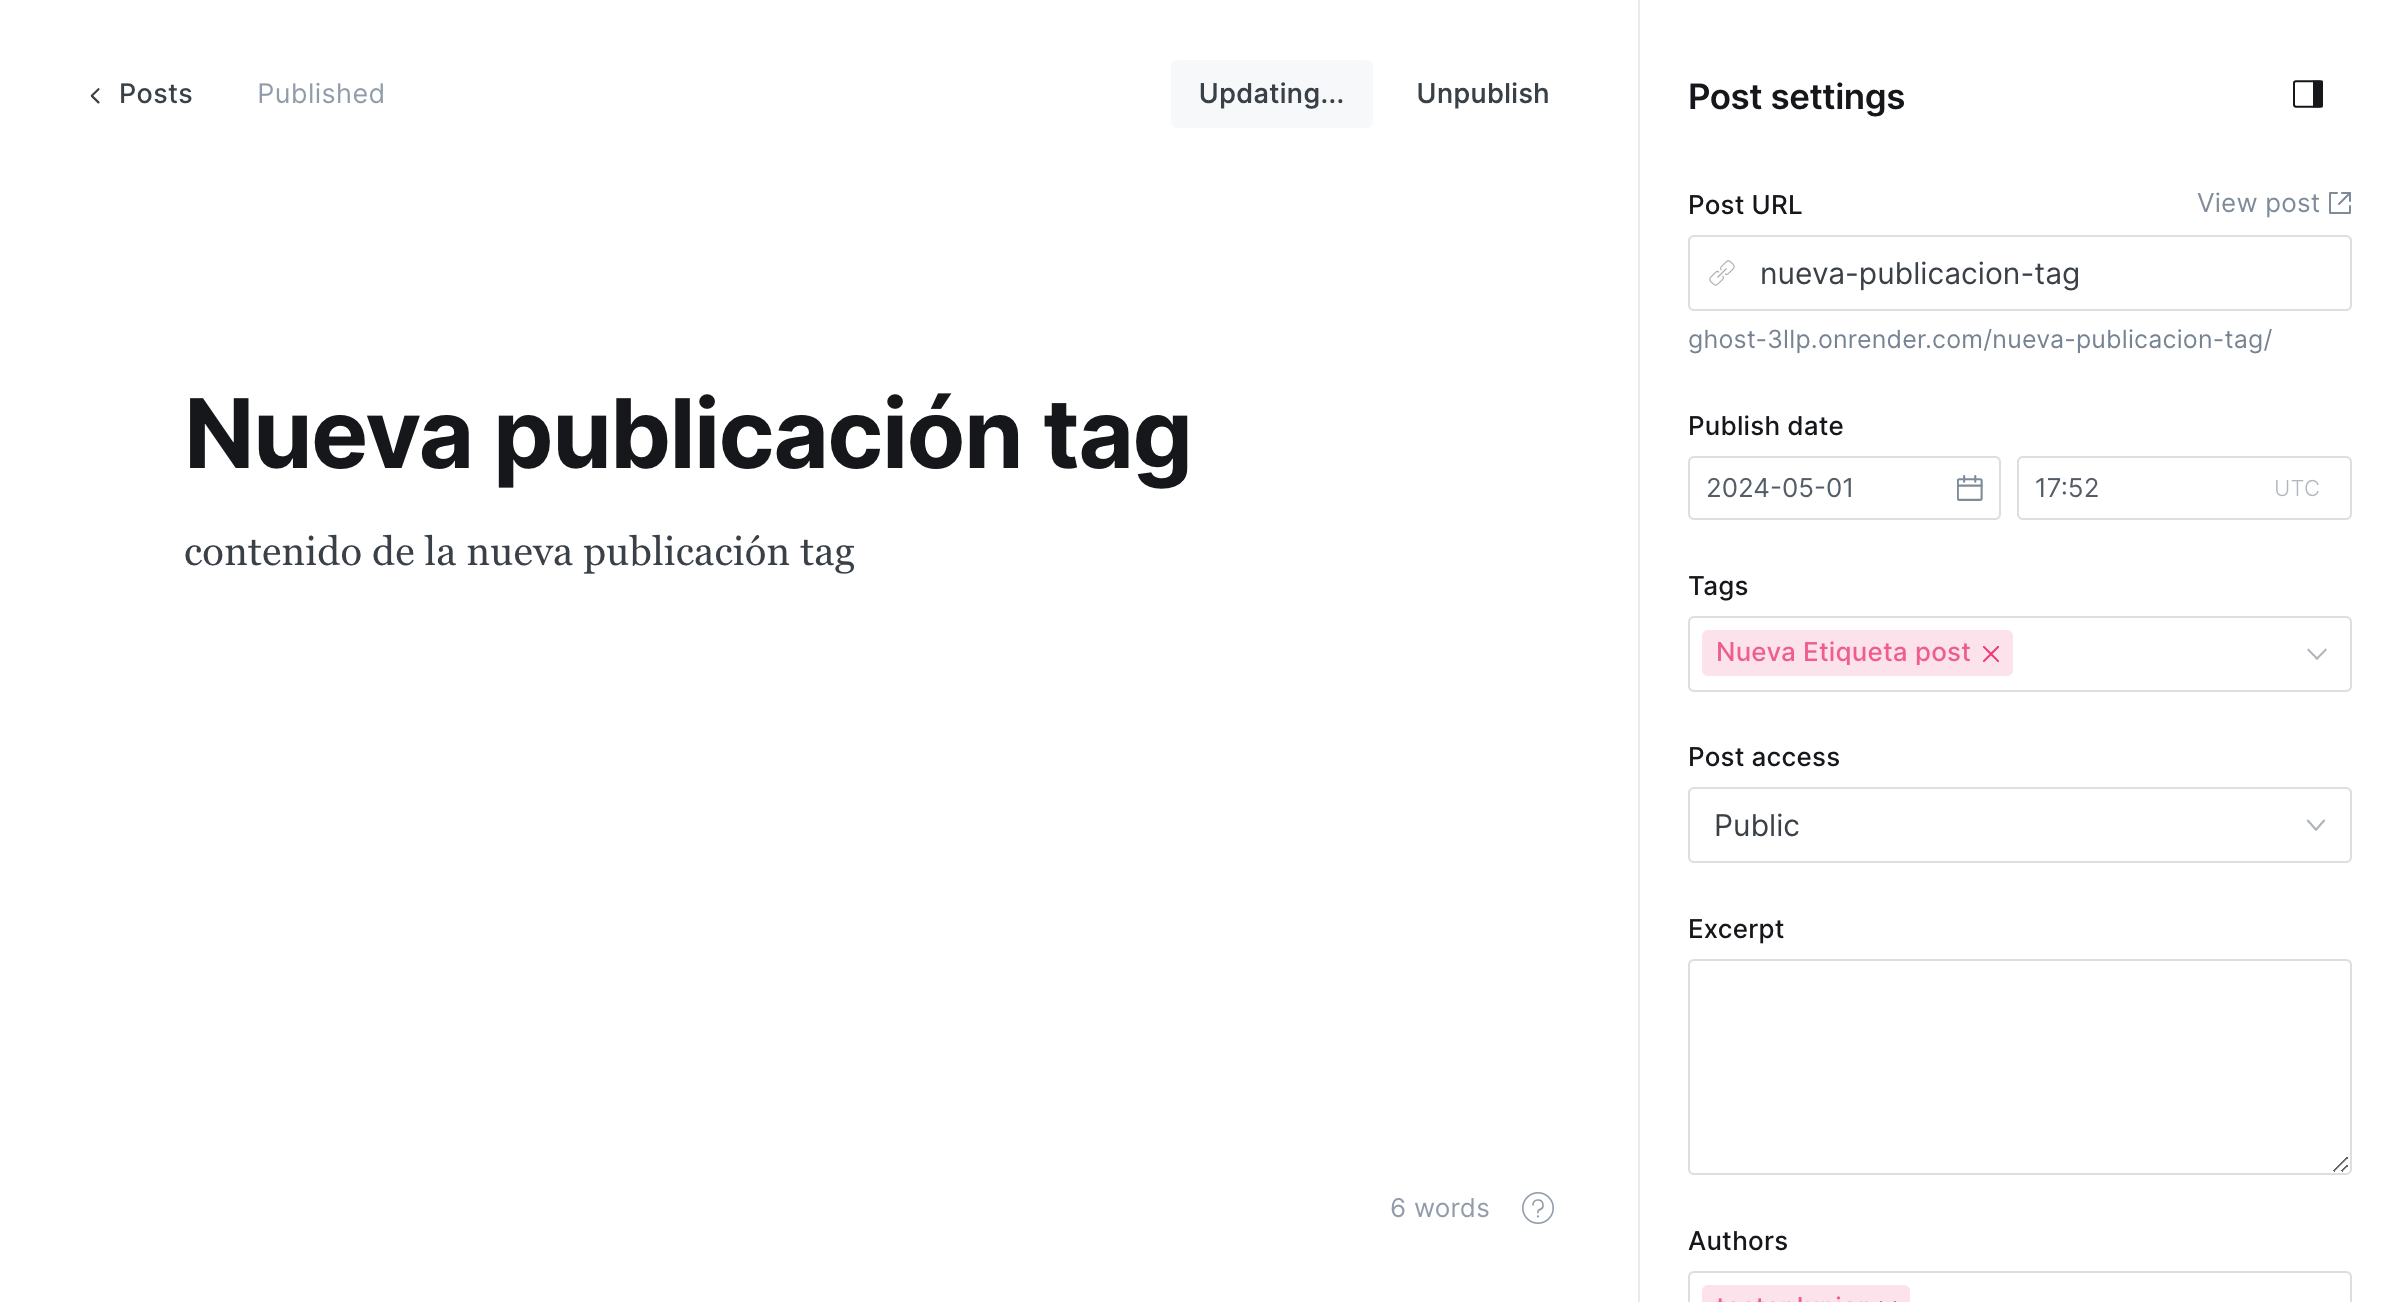 Posts
Published
Updating...
Unpublish
Nueva publicación tag
contenido de la nueva publicación tag
6 words
?
Post settings
Post URL
View post
nueva-publicacion-tag
ghost-3llp.onrender.com/nueva-publicacion-tag/
Publish date
2024-05-01
17:52 UTC
Tags
Nueva Etiqueta post
Post access
Public
Excerpt
Authors